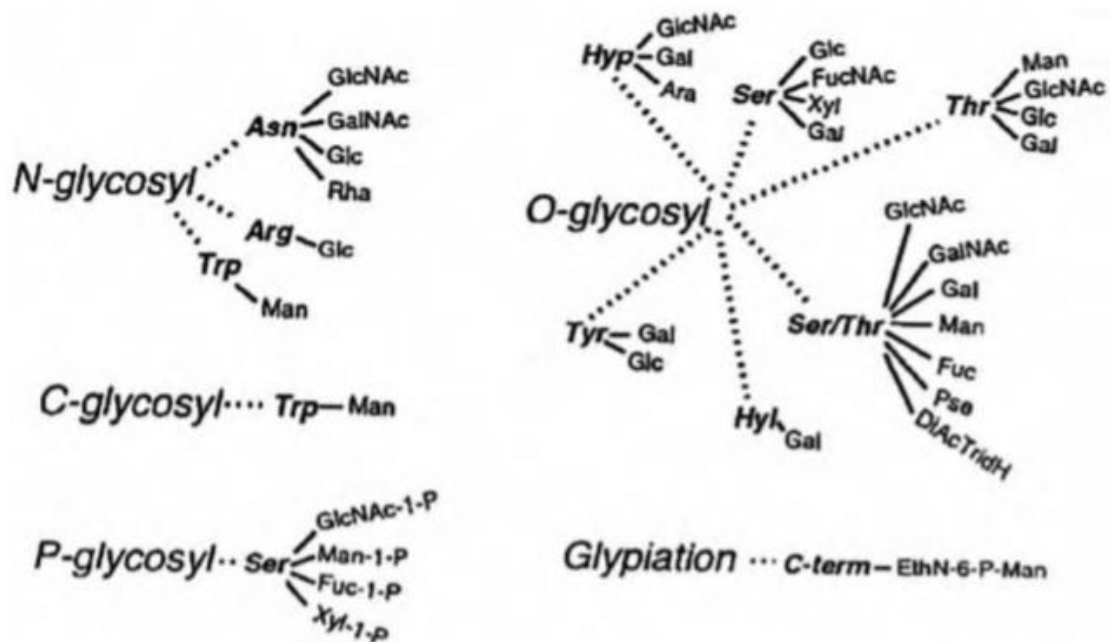 N-glycosyl
Asn
GlcNAc
GalNAc
Glc
Rha
Arg
Glc
Trp
Man
O-glycosyl
Hyp
GlcNAc
Gal
Ara
Ser
Glc
FucNAc
Xyl
Gal
Thr
Man
GlcNAc
Glc
Gal
Ser/Thr
GlcNAc
GalNAc
Gal
Man
Fuc
Pse
DiAcTridH
Hyl
Gal
Tyr
Gal
Glc
C-glycosyl
Trp
Man
P-glycosyl
Ser
GlcNAc-1-P
Man-1-P
Fuc-1-P
Xyl-1-P
Glypiation
C-term
EthN-6-P-Man